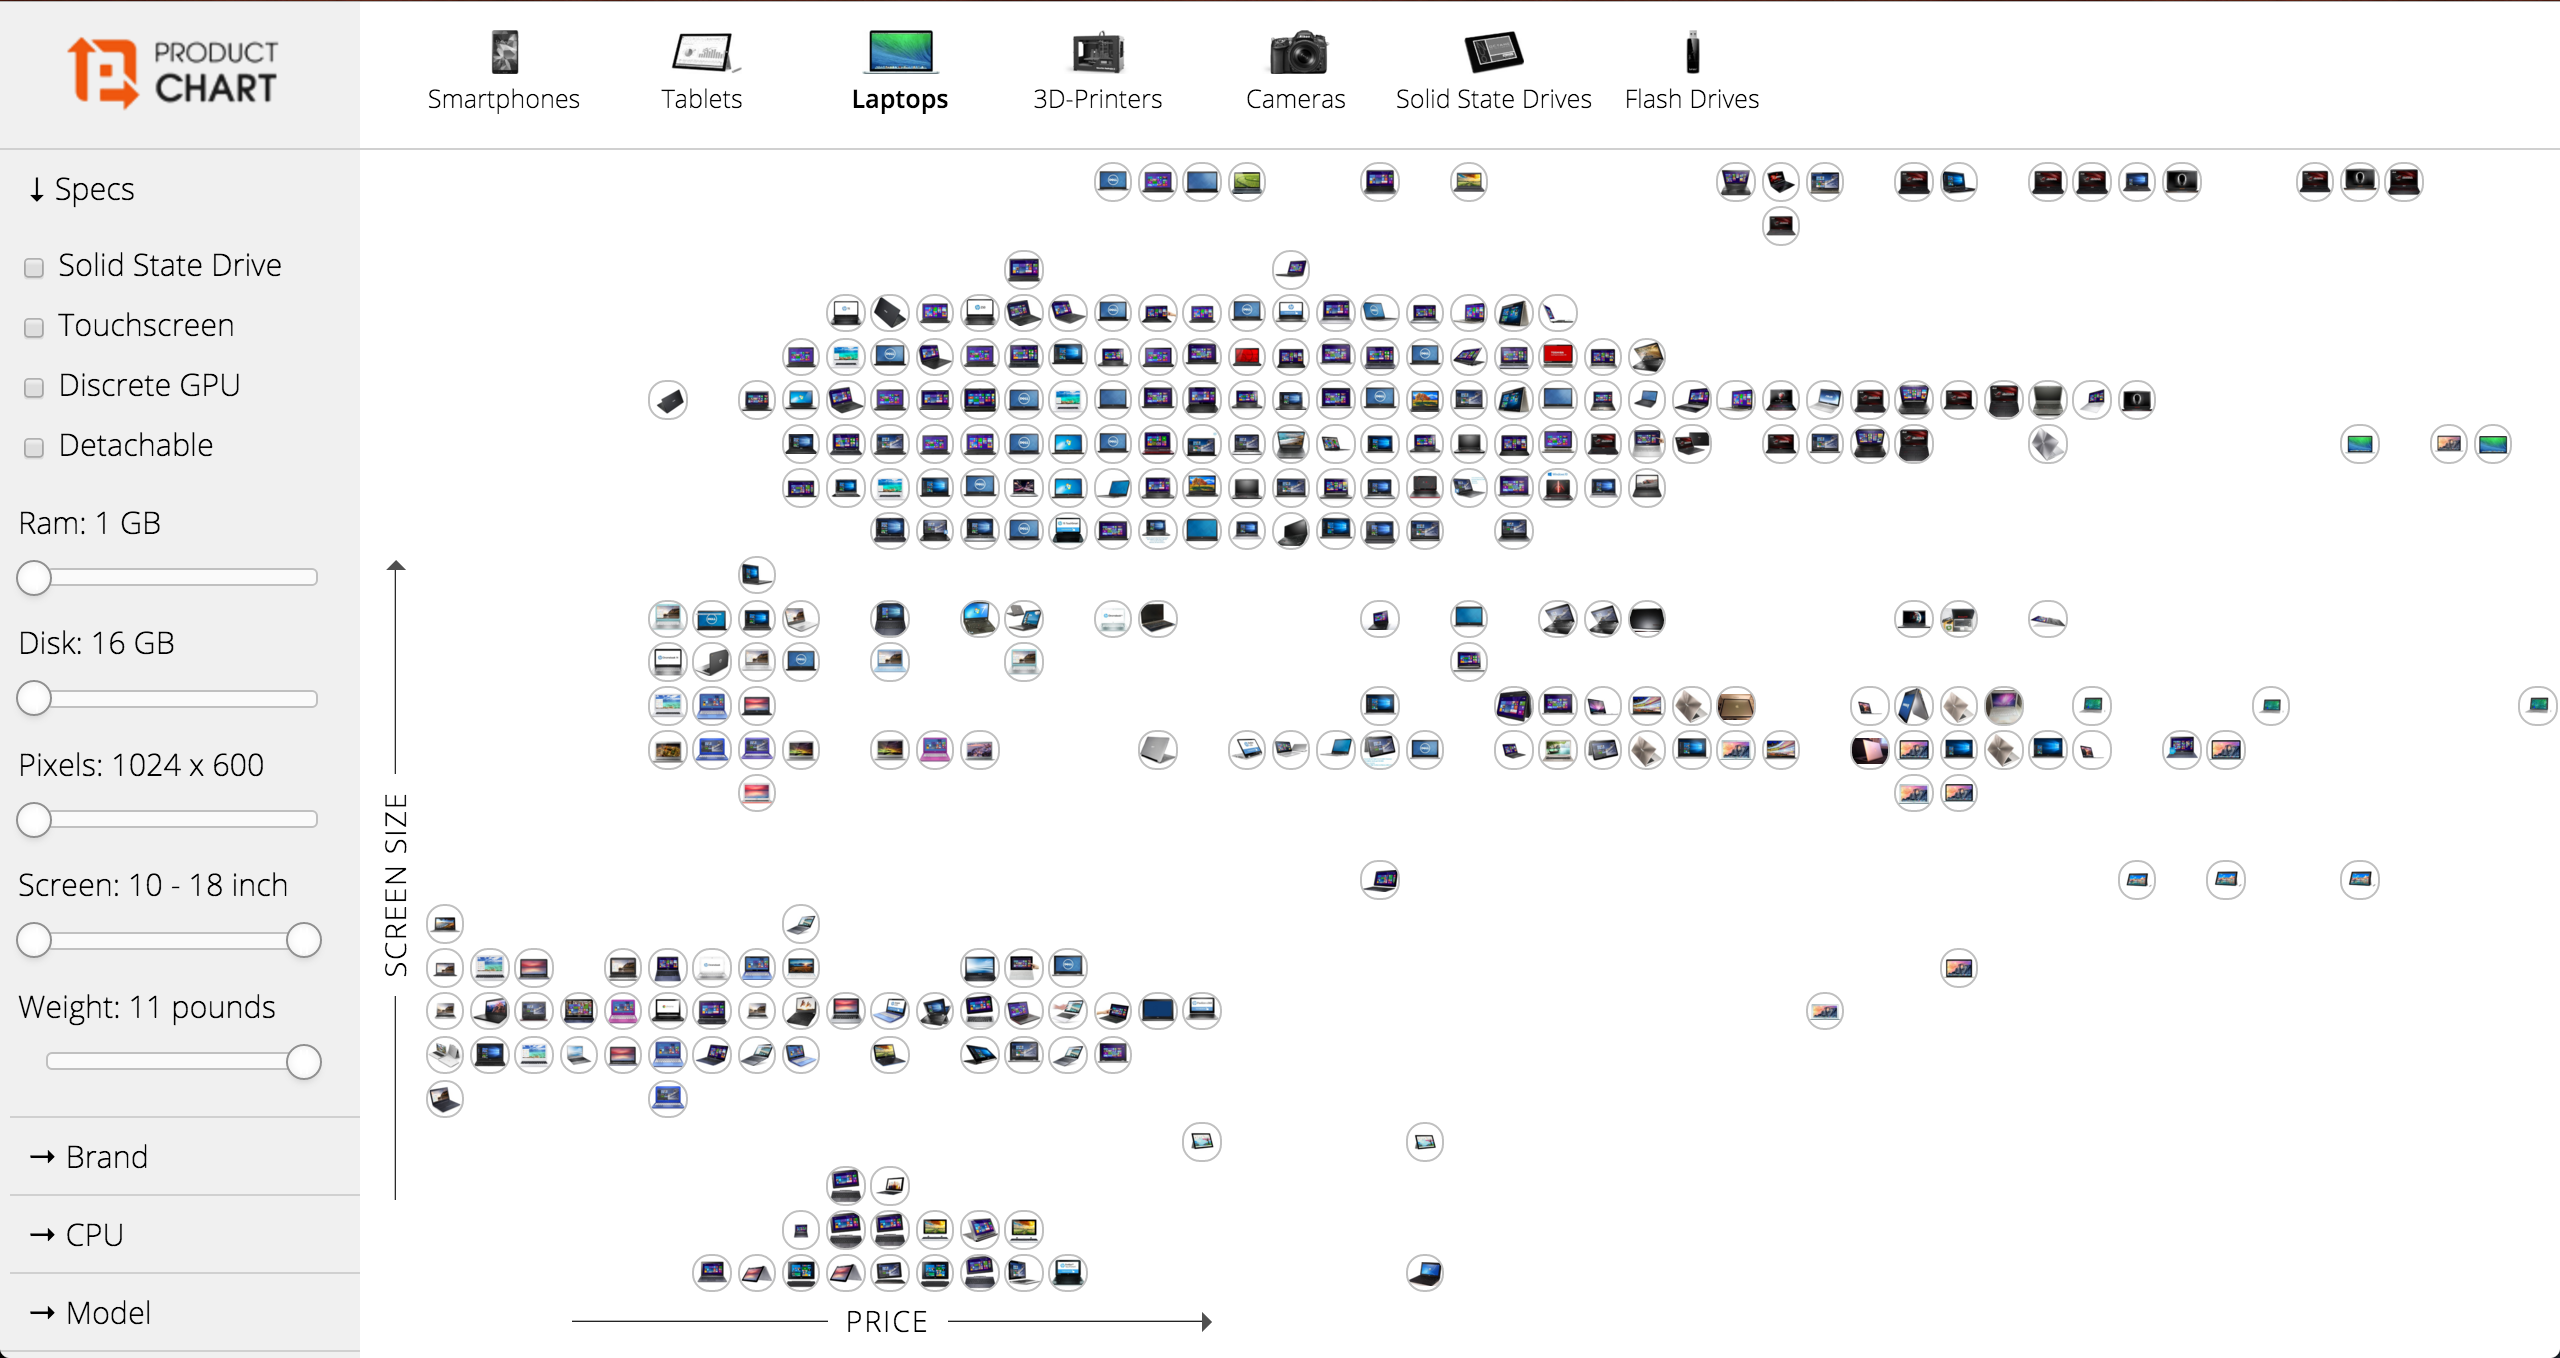 PRODUCT
CHART
Smartphones
Tablets
Laptops
3D-Printers
Cameras
Solid State Drives
Flash Drives
↓ Specs
Solid State Drive
Touchscreen
Discrete GPU
Detachable
Ram: 1 GB
Disk: 16 GB
Pixels: 1024 x 600
Screen: 10 - 18 inch
Weight: 11 pounds
→ Brand
→ CPU
→ Model
SCREEN SIZE
PRICE